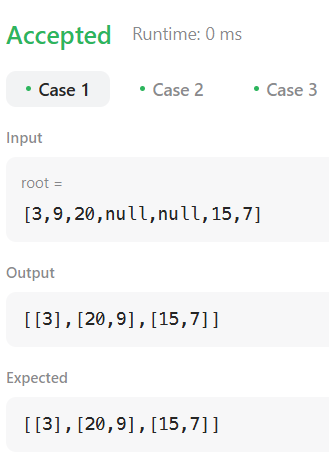 Accepted Runtime: 0 ms
Case 1 Case 2 Case 3
Input
root =
[3,9,20,null,null,15,7]
Output
[[3],[20,9],[15,7]]
Expected
[[3],[20,9],[15,7]]